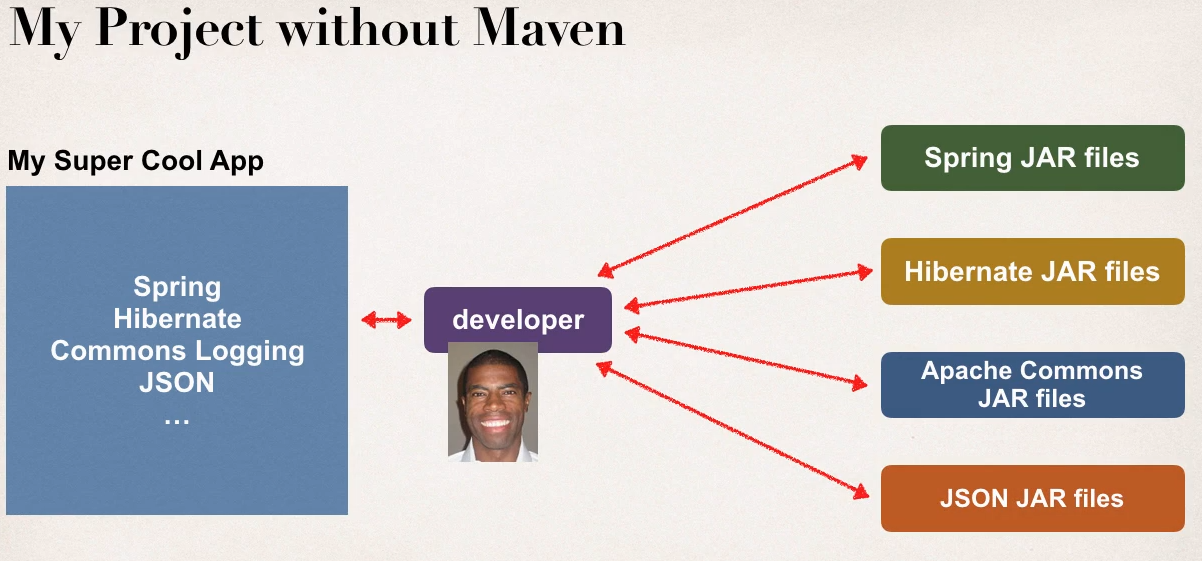 My Project without Maven
My Super Cool App
Spring
Hibernate
Commons Logging
JSON
…
developer
Spring JAR files
Hibernate JAR files
Apache Commons
JAR files
JSON JAR files